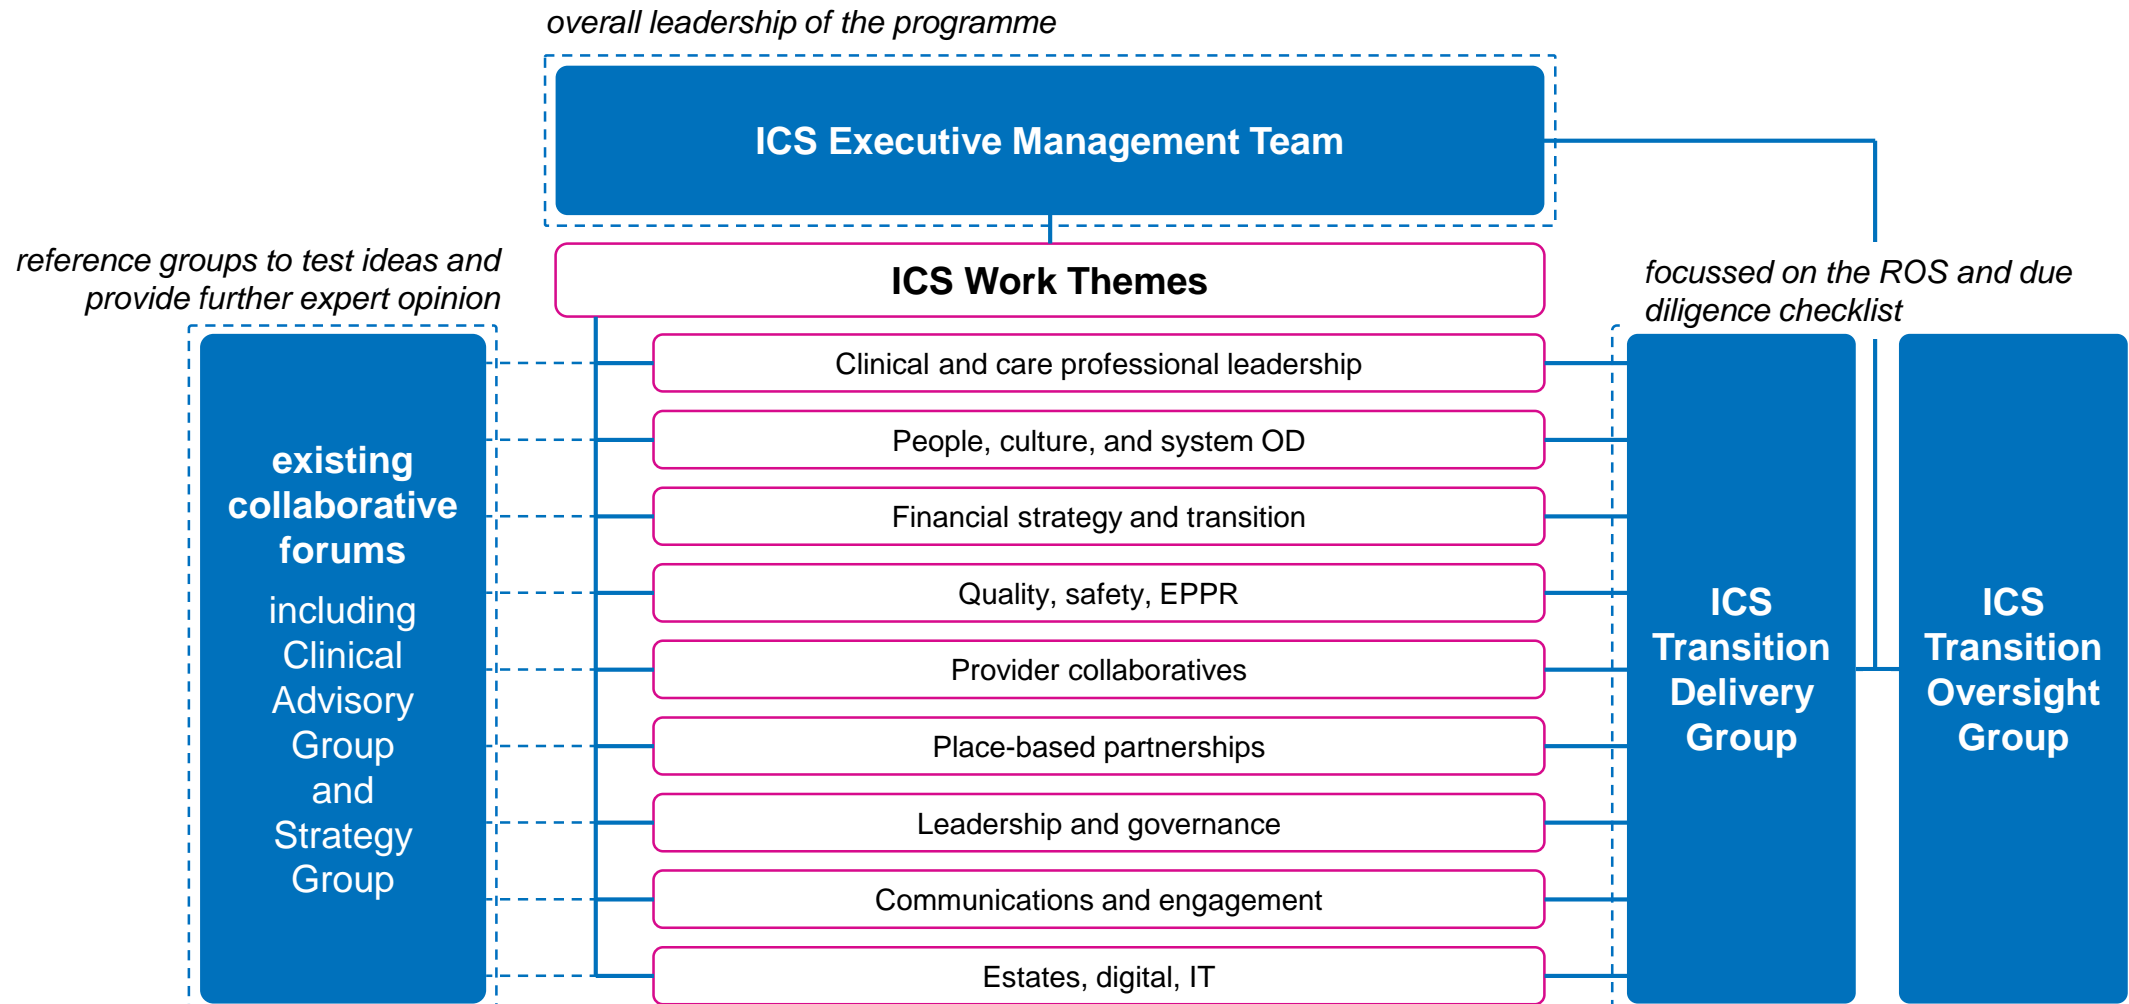 overall leadership of the programme
ICS Executive Management Team
reference groups to test ideas and
provide further expert opinion
ICS Work Themes
focussed on the ROS and due
diligence checklist
existing
collaborative
forums
including
Clinical
Advisory
Group
and
Strategy
Group
Clinical and care professional leadership
People, culture, and system OD
Financial strategy and transition
Quality, safety, EPPR
Provider collaboratives
Place-based partnerships
Leadership and governance
Communications and engagement
Estates, digital, IT
ICS
Transition
Delivery
Group
ICS
Transition
Oversight
Group